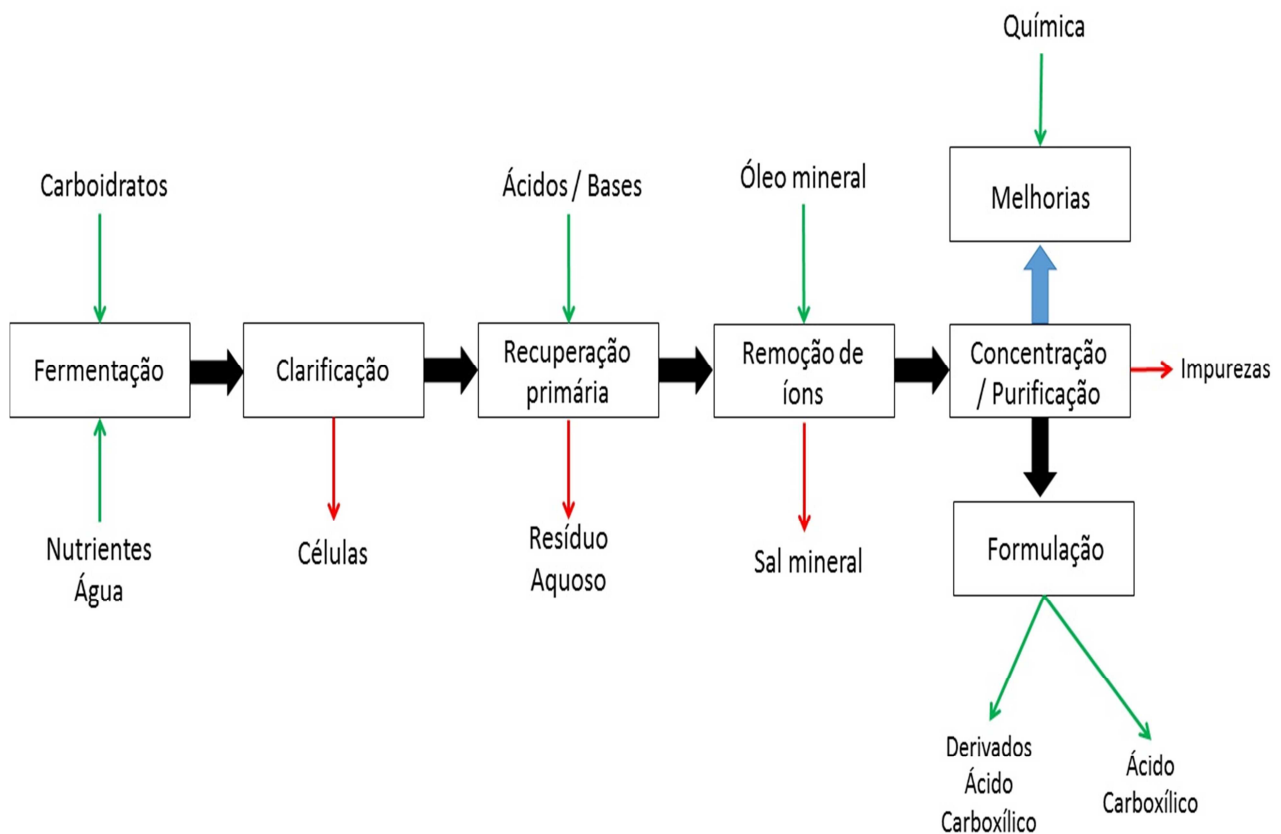 Química
Carboidratos
Ácidos / Bases
Óleo mineral
Melhorias
Fermentação
Clarificação
Recuperação
primária
Remoção de
íons
Concentração
/ Purificação
Impurezas
Nutrientes
Água
Células
Resíduo
Aquoso
Sal mineral
Formulação
Derivados
Ácido
Carboxílico
Ácido
Carboxílico